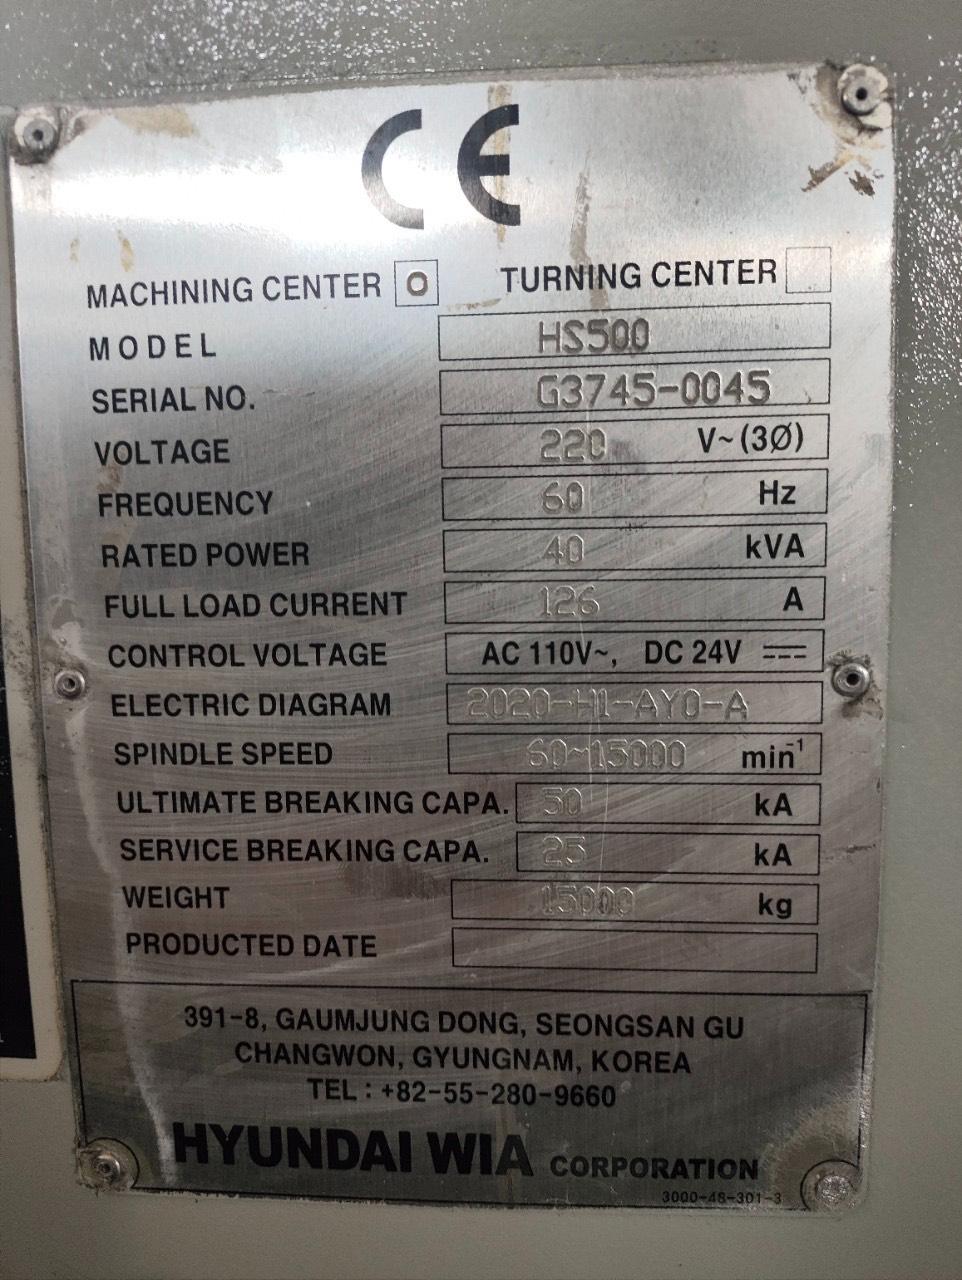 CE
MACHINING CENTER O TURNING CENTER
MODEL HS500
SERIAL NO. G3745-0045
VOLTAGE 220 V~(3Ø)
FREQUENCY 60 Hz
RATED POWER 40 kVA
FULL LOAD CURRENT 126 A
CONTROL VOLTAGE AC 110V~, DC 24V ⎓
ELECTRIC DIAGRAM 2020-H1-AY0-A
SPINDLE SPEED 60~15000 min⁻¹
ULTIMATE BREAKING CAPA. 50 kA
SERVICE BREAKING CAPA. 25 kA
WEIGHT 15000 kg
PRODUCTED DATE
391-8, GAUMJUNG DONG, SEONGSAN GU
CHANGWON, GYUNGNAM, KOREA
TEL : +82-55-280-9660
HYUNDAI WIA CORPORATION
3000-48-301-3